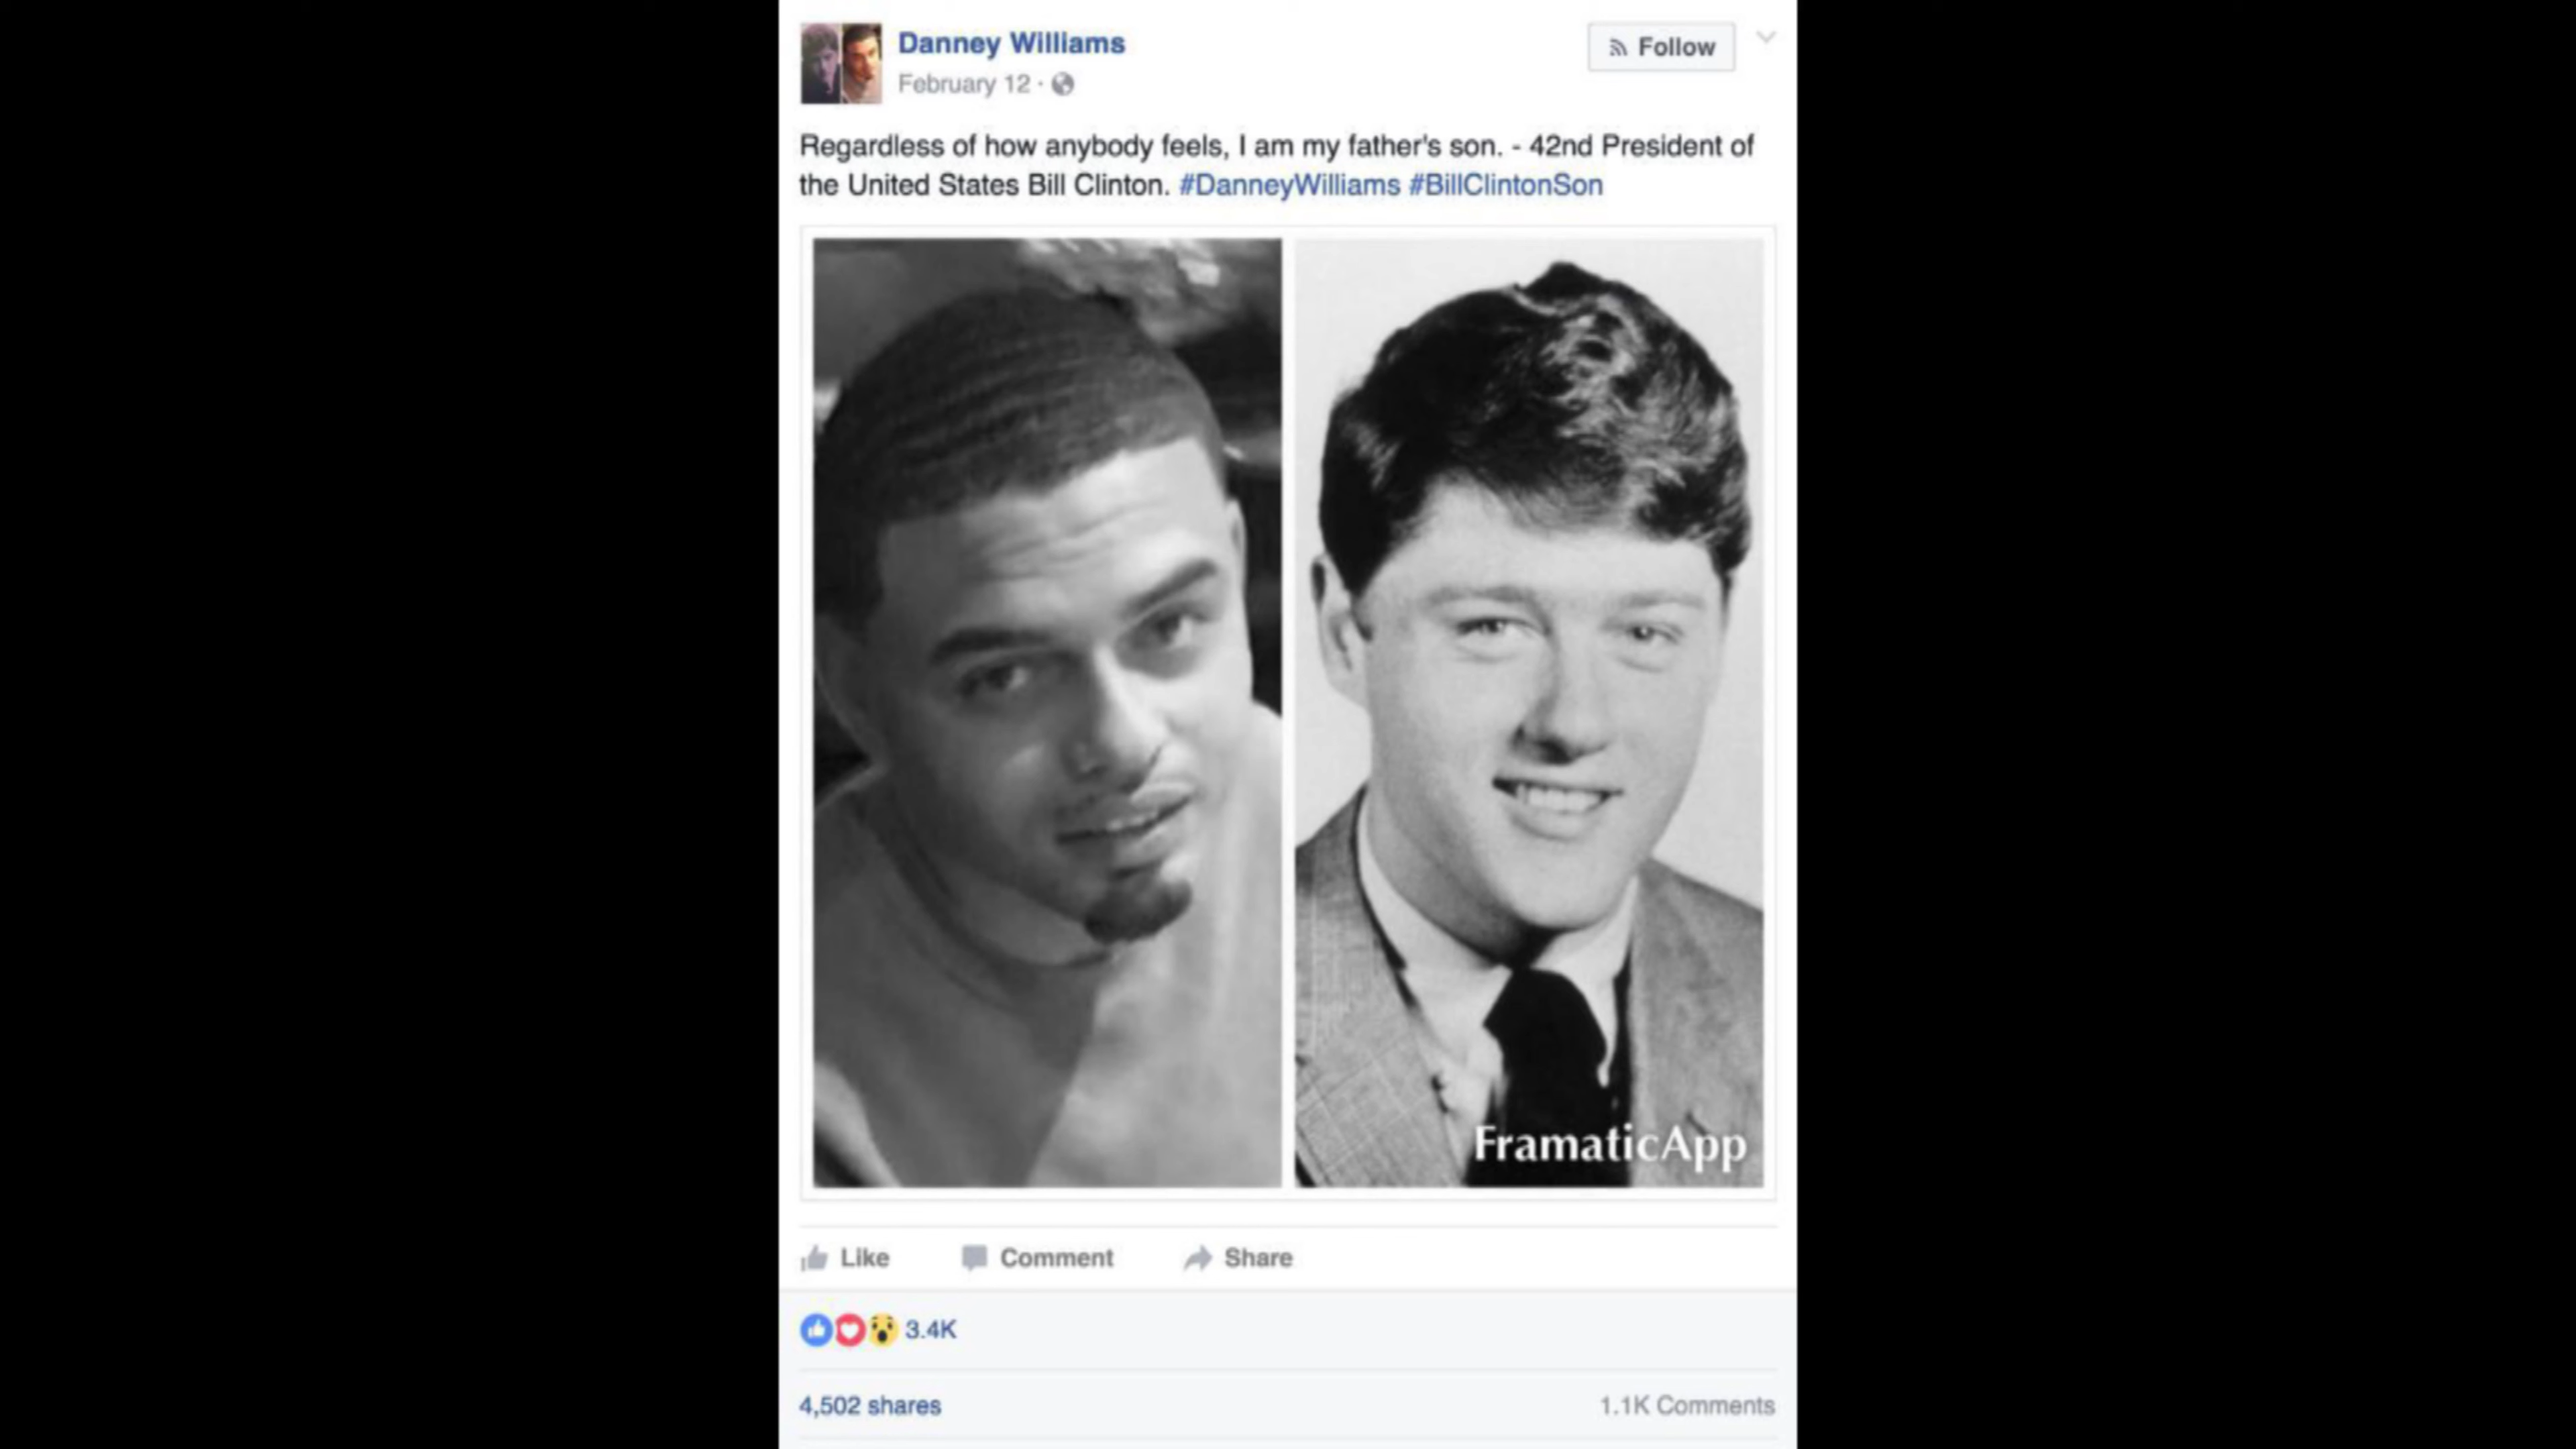 Danney Williams
Follow
February 12 ·
Regardless of how anybody feels, I am my father's son. - 42nd President of
the United States Bill Clinton. #DanneyWilliams #BillClintonSon
FramaticApp
Like Comment Share
3.4K
4,502 shares
1.1K Comments